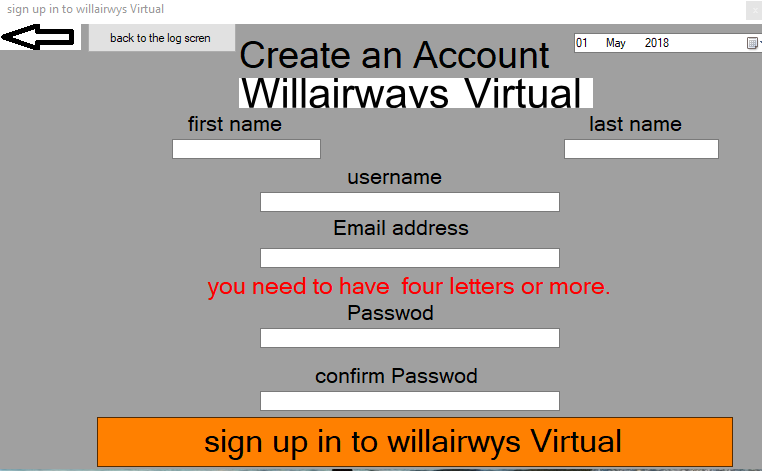 sign up in to willairwys Virtual
back to the log scren
Create an Account
01 May 2018
Willairways Virtual
first name
last name
username
Email address
you need to have four letters or more.
Passwod
confirm Passwod
sign up in to willairwys Virtual